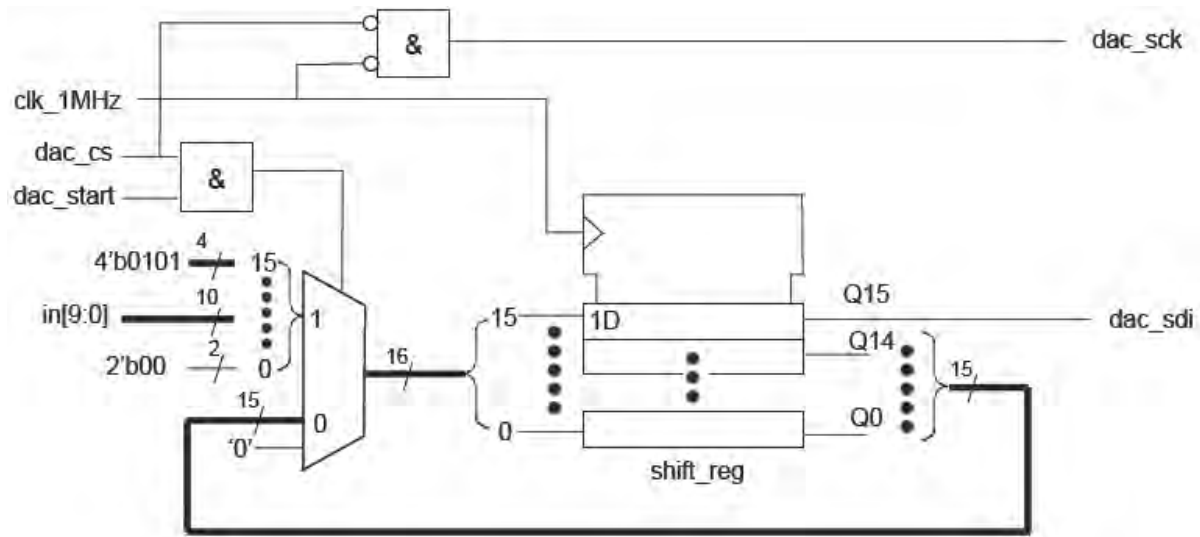 &
dac_sck
clk_1MHz
dac_cs
dac_start
&
4
4'b0101
15
in[9:0]
10
1
2'b00
2
0
15
0
'0'
16
15
0
1D
Q15
dac_sdi
Q14
15
Q0
shift_reg